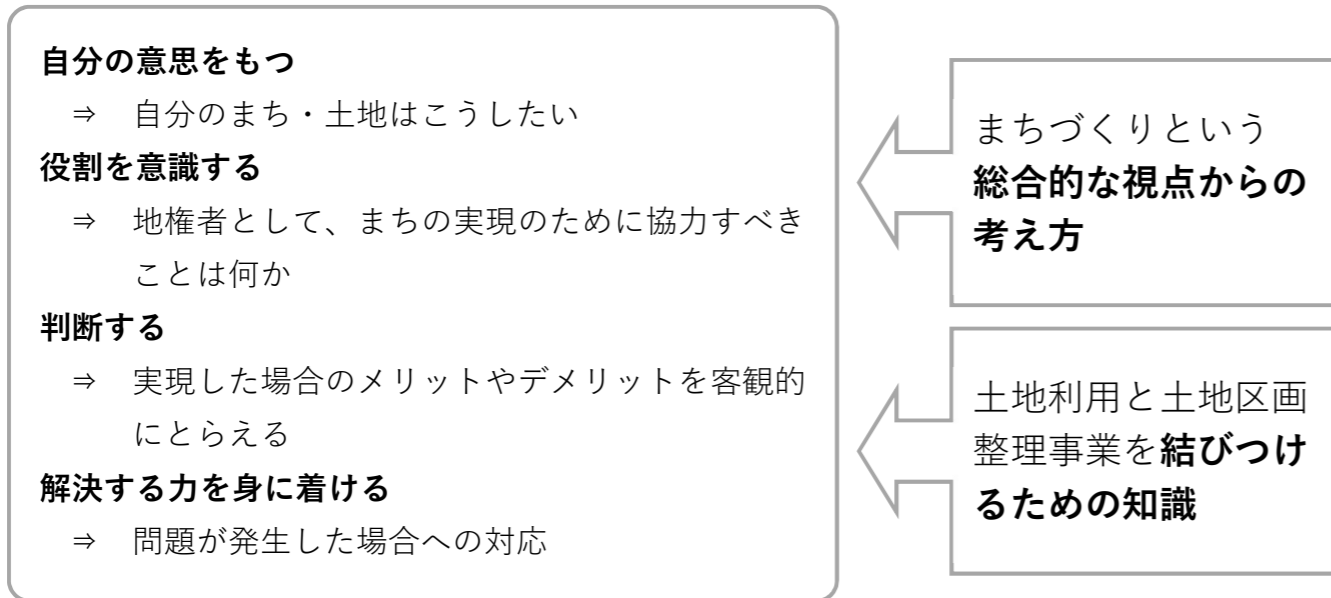 自分の意思をもつ
⇒ 自分のまち・土地はこうしたい
役割を意識する
⇒ 地権者として、まちの実現のために協力すべき
ことは何か
判断する
⇒ 実現した場合のメリットやデメリットを客観的
にとらえる
解決する力を身に着ける
⇒ 問題が発生した場合への対応
まちづくりという
総合的な視点からの
考え方
土地利用と土地区画
整理事業を結びつけ
るための知識